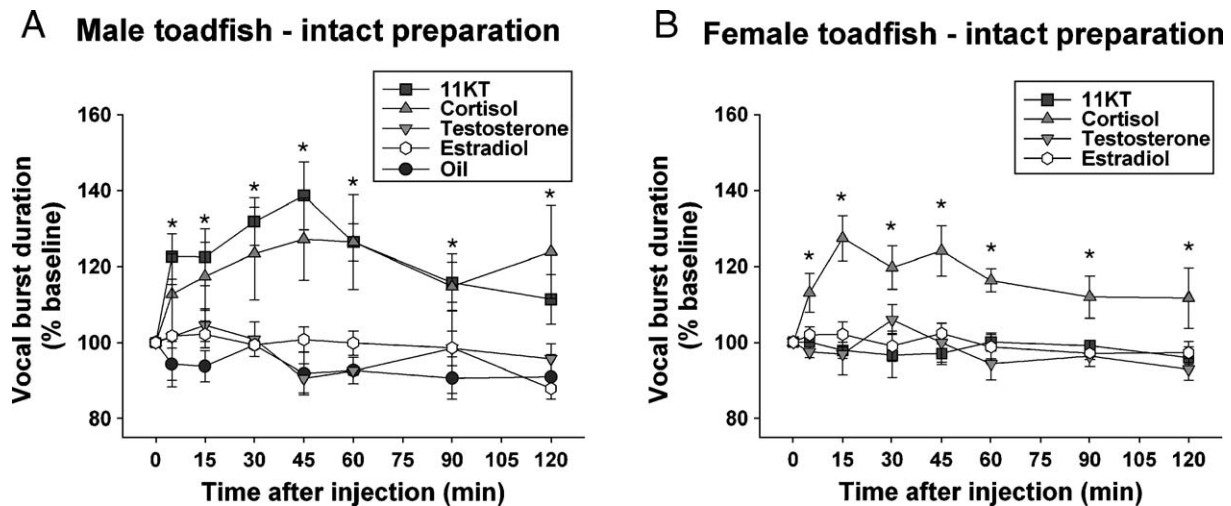 A Male toadfish - intact preparation
11KT
Cortisol
Testosterone
Estradiol
Oil
160
140
120
100
80
Vocal burst duration
(% baseline)
* * * * * * *
0 15 30 45 60 75 90 105 120
Time after injection (min)
B Female toadfish - intact preparation
11KT
Cortisol
Testosterone
Estradiol
160
140
120
100
80
Vocal burst duration
(% baseline)
* * * * * * *
0 15 30 45 60 75 90 105 120
Time after injection (min)